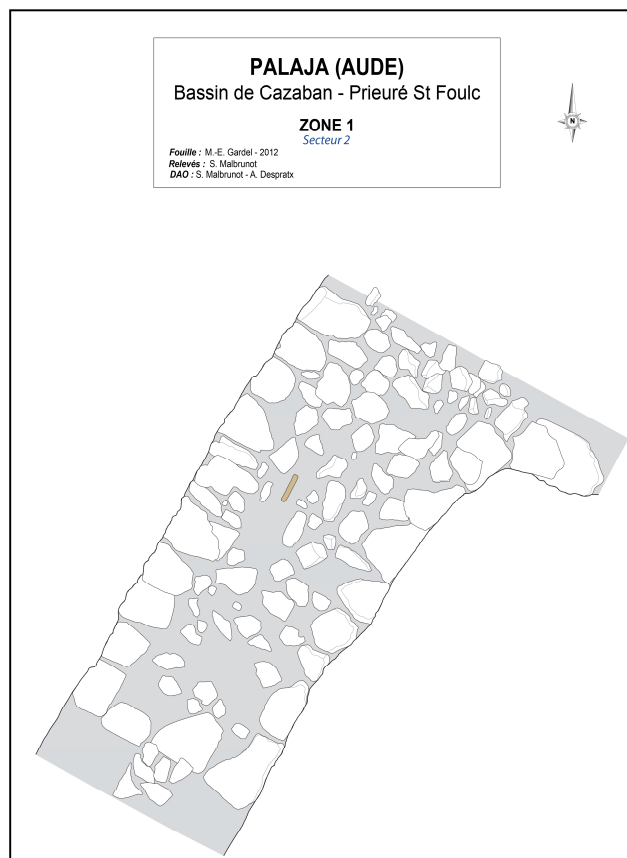 PALAJA (AUDE)
Bassin de Cazaban - Prieuré St Foulc
ZONE 1
Secteur 2
Fouille : M.-E. Gardel - 2012
Relevés : S. Malbrunot
DAO : S. Malbrunot - A. Despratx
N